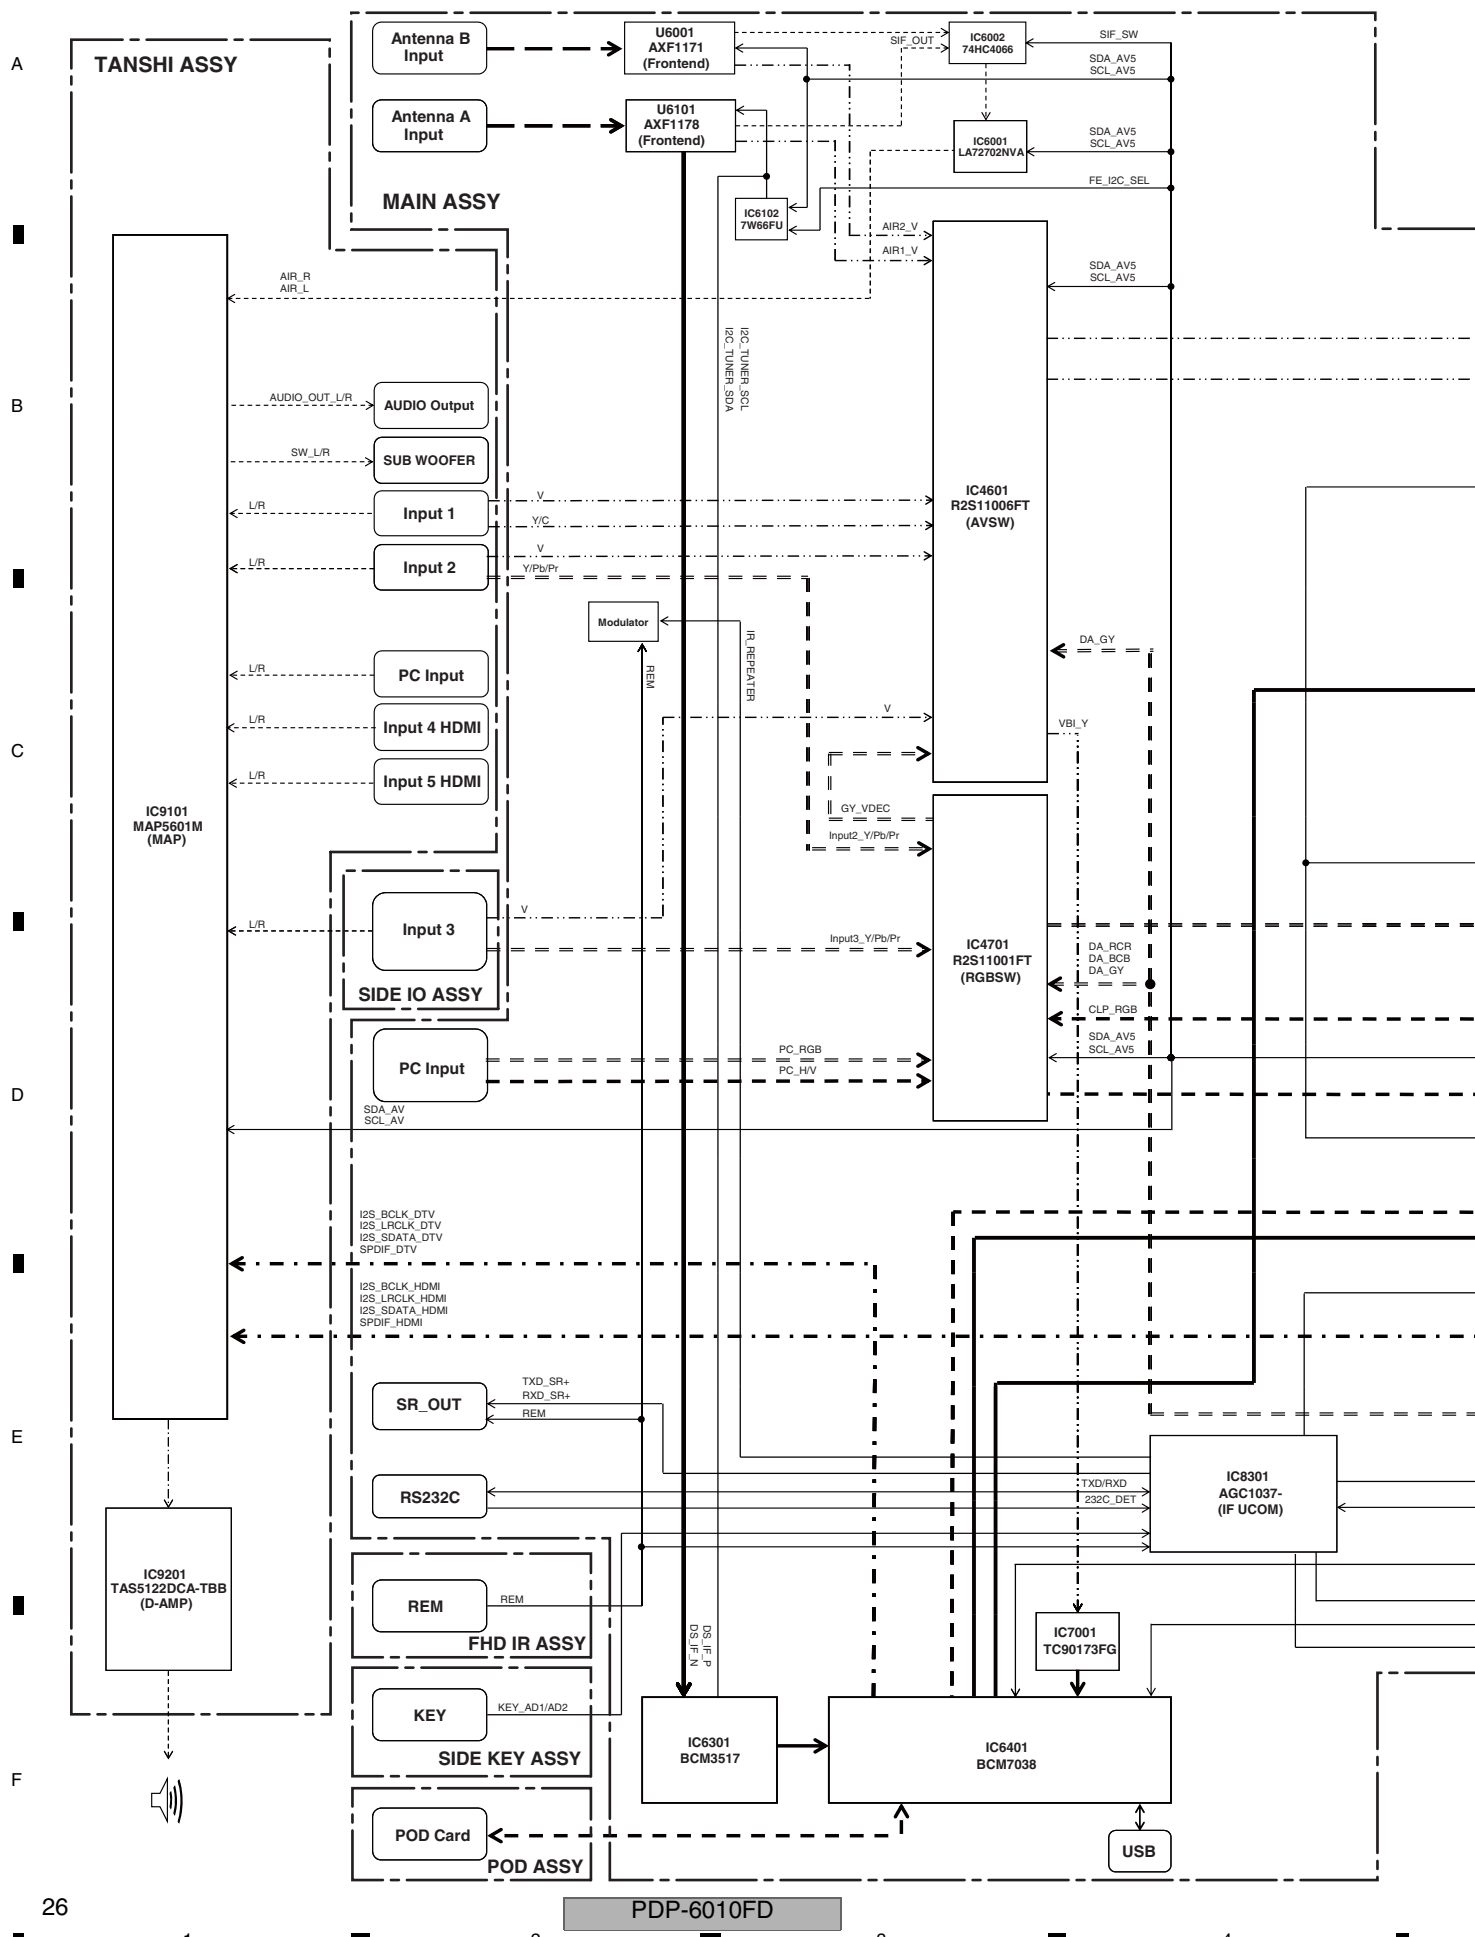 A
B
C
D
E
F
TANSHI ASSY
MAIN ASSY
Antenna B
Input
Antenna A
Input
U6001
AXF1171
(Frontend)
U6101
AXF1178
(Frontend)
SIF_OUT
IC6002
74HC4066
SIF_SW
SDA_AV5
SCL_AV5
IC6001
LA72702NVA
SDA_AV5
SCL_AV5
FE_I2C_SEL
IC6102
7W66FU
AIR2_V
AIR1_V
SDA_AV5
SCL_AV5
AIR_R
AIR_L
I2C_TUNER_SCL
I2C_TUNER_SDA
AUDIO_OUT_L/R
AUDIO Output
SW_L/R
SUB WOOFER
L/R
Input 1
V
Y/C
L/R
Input 2
V
Y/Pb/Pr
IC4601
R2S11006FT
(AVSW)
Modulator
REM
IR_REPEATER
DA_GY
L/R
PC Input
L/R
Input 4 HDMI
V
VBI_Y
L/R
Input 5 HDMI
IC9101
MAP5601M
(MAP)
GY_VDEC
Input2_Y/Pb/Pr
L/R
Input 3
V
Input3_Y/Pb/Pr
SIDE IO ASSY
IC4701
R2S11001FT
(RGBSW)
DA_RCR
DA_BCB
DA_GY
CLP_RGB
SDA_AV5
SCL_AV5
PC Input
PC_RGB
PC_H/V
SDA_AV
SCL_AV
I2S_BCLK_DTV
I2S_LRCLK_DTV
I2S_SDATA_DTV
SPDIF_DTV
I2S_BCLK_HDMI
I2S_LRCLK_HDMI
I2S_SDATA_HDMI
SPDIF_HDMI
SR_OUT
TXD_SR+
RXD_SR+
REM
RS232C
TXD/RXD
232C_DET
IC8301
AGC1037-
(IF UCOM)
IC9201
TAS5122DCA-TBB
(D-AMP)
REM
REM
FHD IR ASSY
DS_IF_P
DS_IF_N
IC7001
TC90173FG
KEY
KEY_AD1/AD2
SIDE KEY ASSY
IC6301
BCM3517
IC6401
BCM7038
POD Card
POD ASSY
USB
26
PDP-6010FD